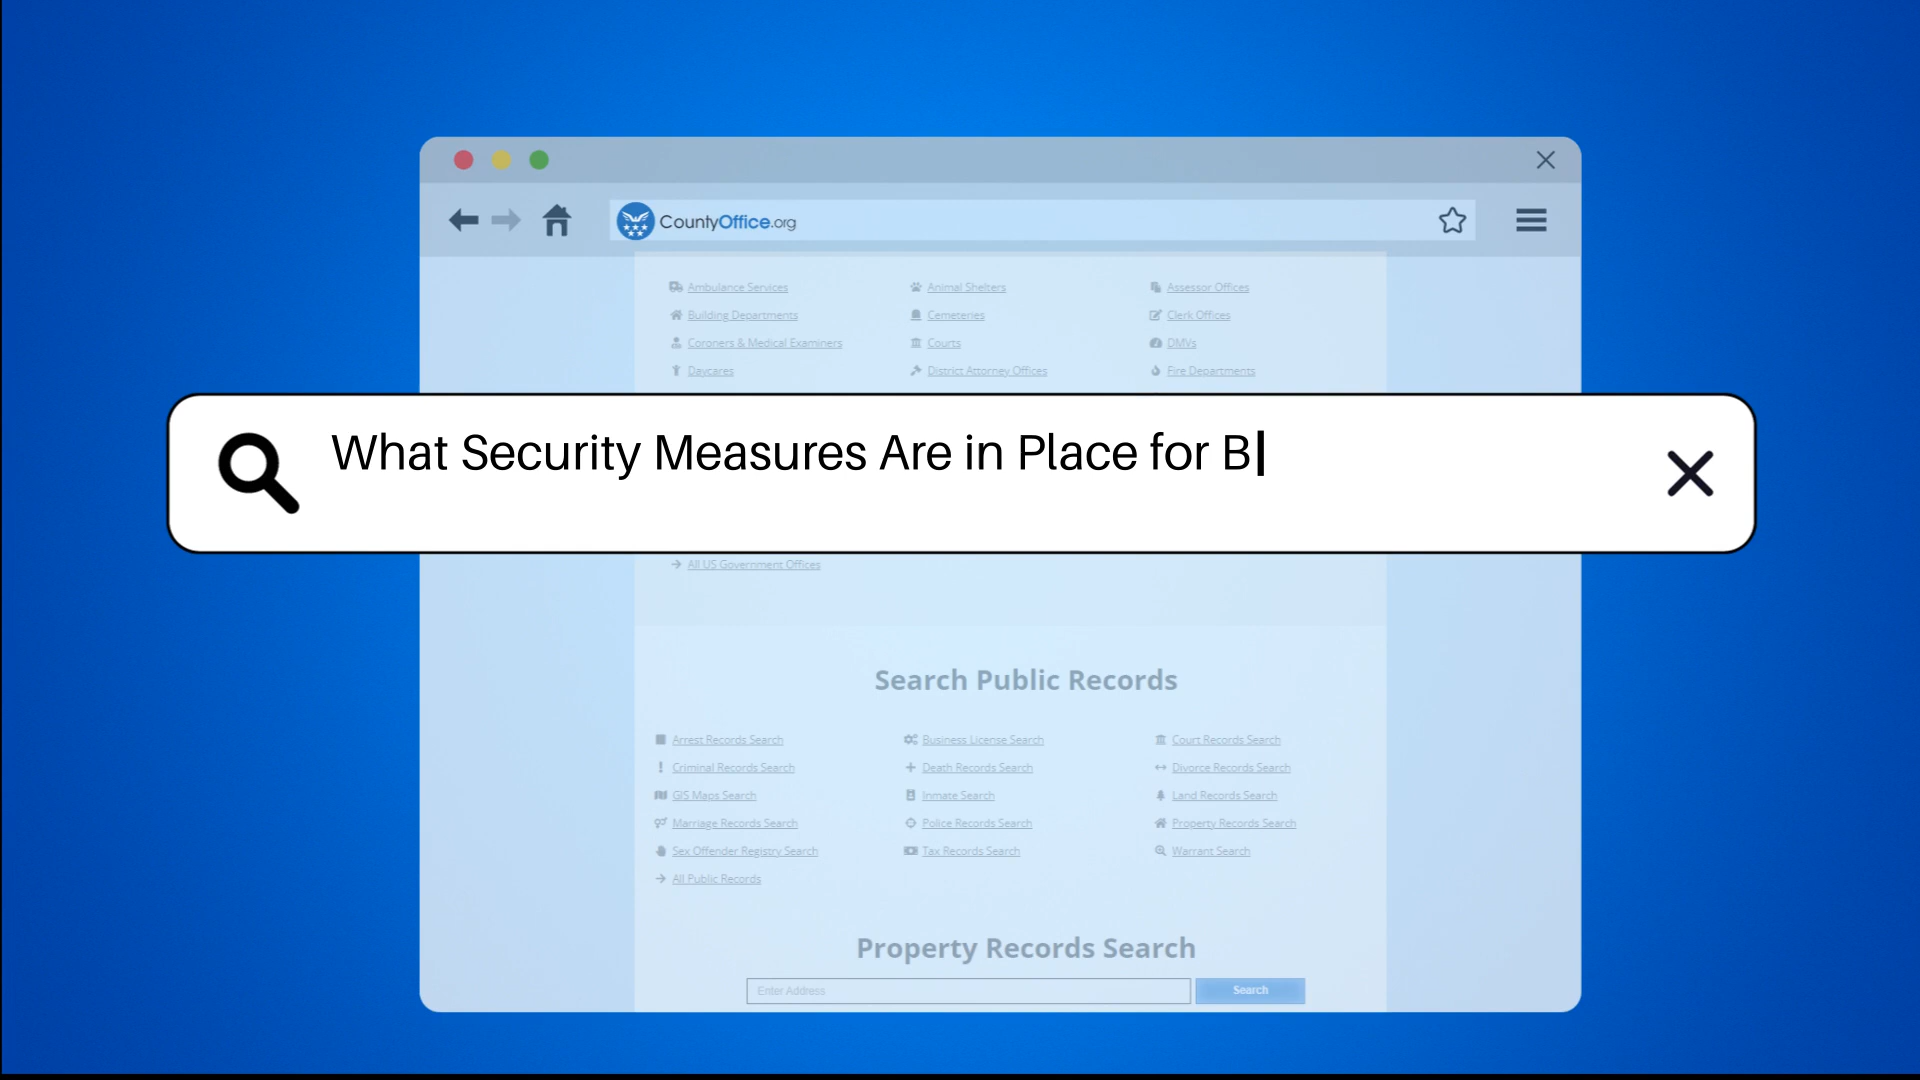 CountyOffice.org
Ambulance Services Animal Shelters Assessor Offices
Building Departments Cemeteries Clerk Offices
Coroners & Medical Examiners Courts DMVs
Daycares District Attorney Offices Fire Departments
What Security Measures Are in Place for B
All US Government Offices
Search Public Records
Arrest Records Search Business License Search Court Records Search
Criminal Records Search Death Records Search Divorce Records Search
GIS Maps Search Inmate Search Land Records Search
Marriage Records Search Police Records Search Property Records Search
Sex Offender Registry Search Tax Records Search Warrant Search
All Public Records
Property Records Search
Enter Address Search